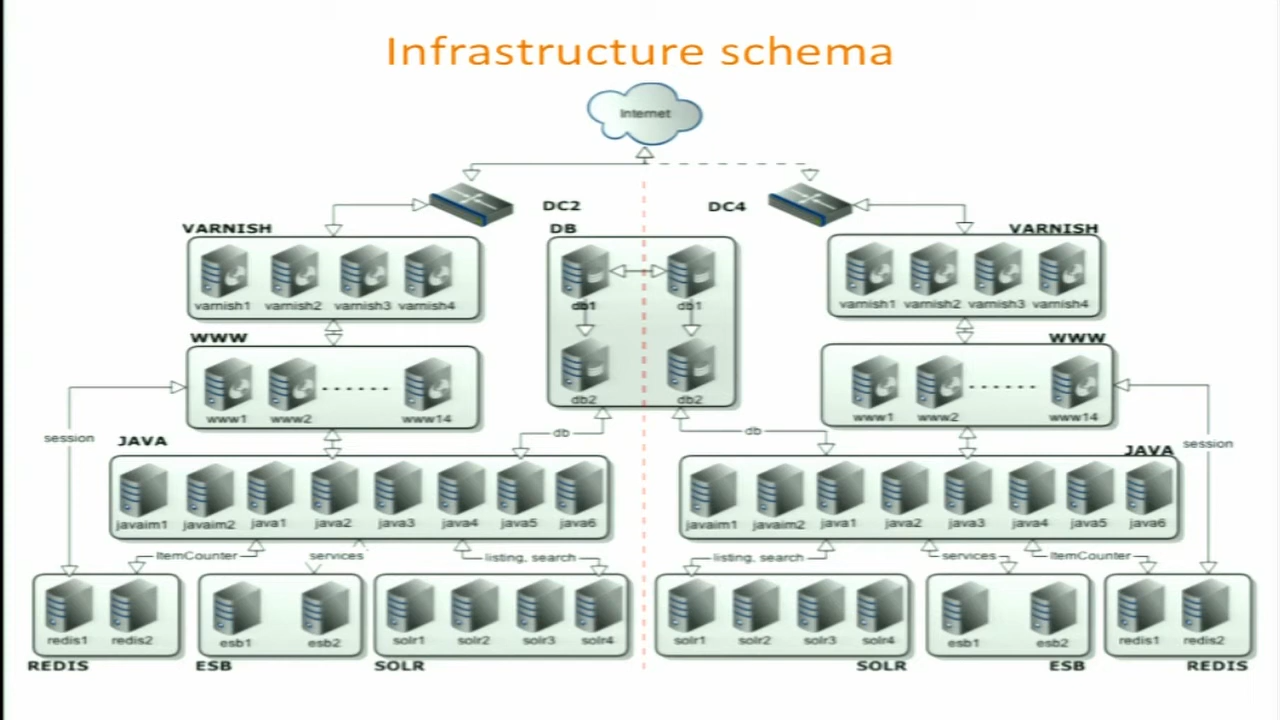 Infrastructure schema
Internet
DC2 DC4
VARNISH DB VARNISH
varnish1 varnish2 varnish3 varnish4 db1 db1 varnish1 varnish2 varnish3 varnish4
WWW WWW
www1 www2 ...... www14 db2 db2 www1 www2 ...... www14
session db db session
JAVA JAVA
javaim1 javaim2 java1 java2 java3 java4 java5 java6 javaim1 javaim2 java1 java2 java3 java4 java5 java6
ItemCounter services listing, search listing, search services ItemCounter
redis1 redis2 esb1 esb2 solr1 solr2 solr3 solr4 solr1 solr2 solr3 solr4 esb1 esb2 redis1 redis2
REDIS ESB SOLR SOLR ESB REDIS